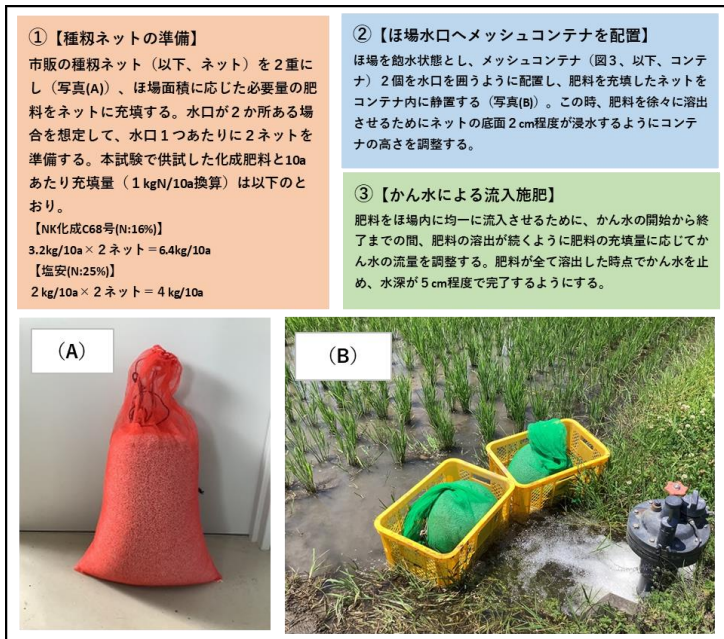 ①【種籾ネットの準備】
市販の種籾ネット（以下、ネット）を２重に
し（写真(A)）、ほ場面積に応じた必要量の肥
料をネットに充填する。水口が２か所ある場
合を想定して、水口１つあたりに２ネットを
準備する。本試験で供試した化成肥料と10a
あたり充填量（１kgN/10a換算）は以下のと
おり。
【NK化成C68号(N:16%)】
3.2kg/10a×２ネット＝6.4kg/10a
【塩安(N:25%)】
２kg/10a×２ネット＝４kg/10a
②【ほ場水口へメッシュコンテナを配置】
ほ場を飽水状態とし、メッシュコンテナ（図３、以下、コンテ
ナ）２個を水口を囲うように配置し、肥料を充填したネットを
コンテナ内に静置する（写真(B)）。この時、肥料を徐々に溶出
させるためにネットの底面２cm程度が浸水するようにコンテ
ナの高さを調整する。
③【かん水による流入施肥】
肥料をほ場内に均一に流入させるために、かん水の開始から終
了までの間、肥料の溶出が続くように肥料の充填量に応じてか
ん水の流量を調整する。肥料が全て溶出した時点でかん水を止
め、水深が５cm程度で完了するようにする。
（A）
（B）